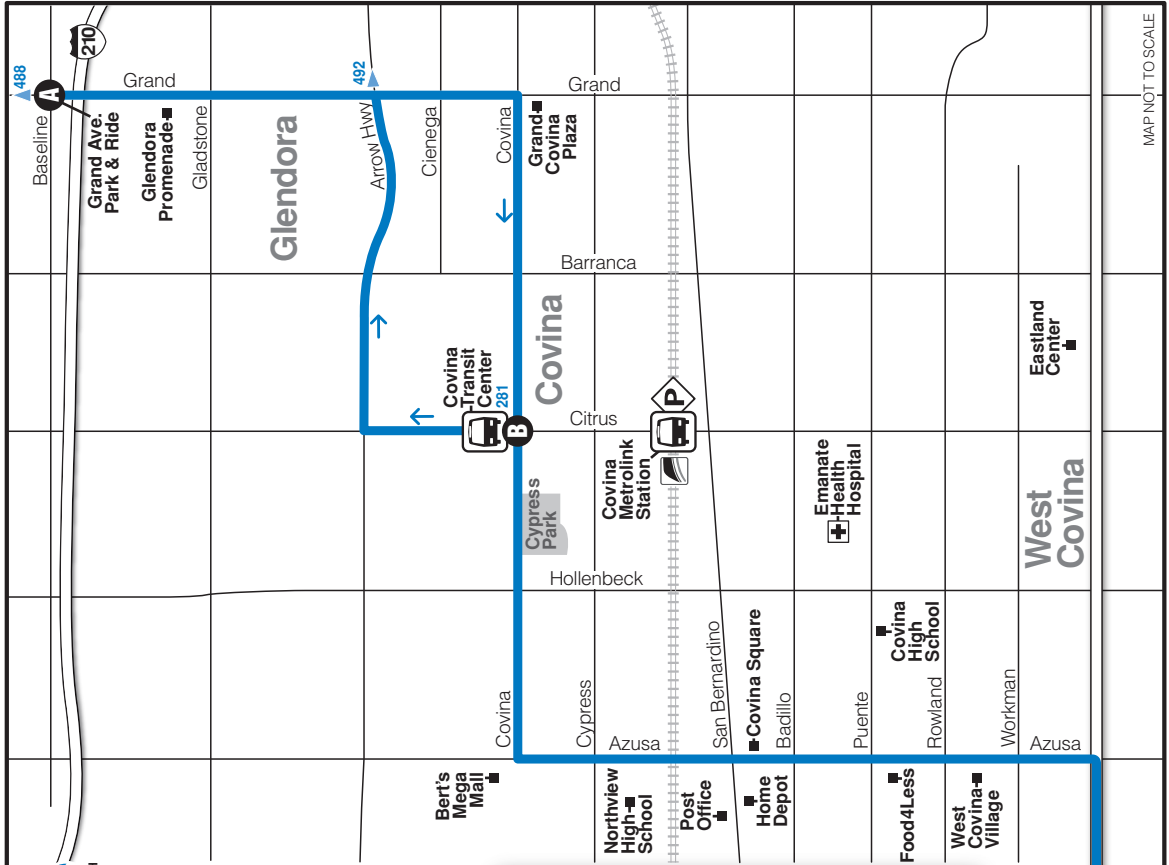 210
488
492
281
A
Grand
Grand
Baseline
Grand Ave.
Park & Ride
Glendora
Promenade
Gladstone
Glendora
Arrow Hwy
Cienega
Covina
Grand
Covina
Plaza
Barranca
Covina
Transit
Center
B
Covina
Citrus
P
Covina
Metrolink
Station
Cypress
Park
Emanate
Health
Hospital
Eastland
Center
West
Covina
Hollenbeck
Covina
Cypress
Azusa
San Bernardino
Covina Square
Badillo
Puente
Covina
High
School
Rowland
Workman
Azusa
Bert's
Mega
Mall
Northview
High
School
Post
Office
Home
Depot
Food4Less
West
Covina
Village
MAP NOT TO SCALE